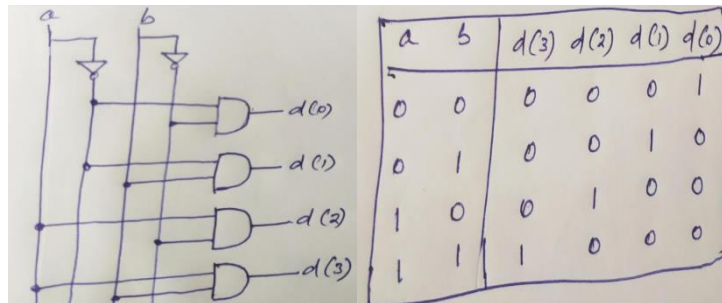 a b
d(0)
d(1)
d(2)
d(3)
a b d(3) d(2) d(1) d(0)
0 0 0 0 0 1
0 1 0 0 1 0
1 0 0 1 0 0
1 1 1 0 0 0